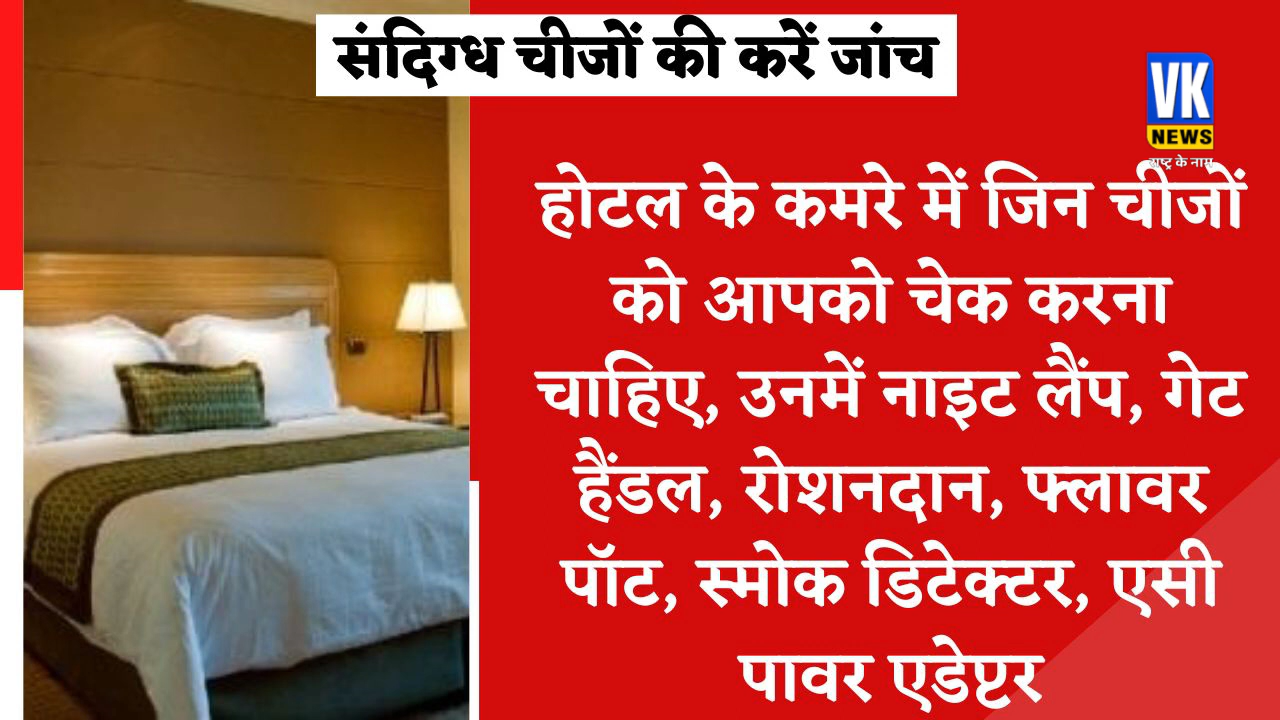 संदिग्ध चीजों की करें जांच
VK
NEWS
राष्ट्र के नाम
होटल के कमरे में जिन चीजों
को आपको चेक करना
चाहिए, उनमें नाइट लैंप, गेट
हैंडल, रोशनदान, फ्लावर
पॉट, स्मोक डिटेक्टर, एसी
पावर एडेप्टर